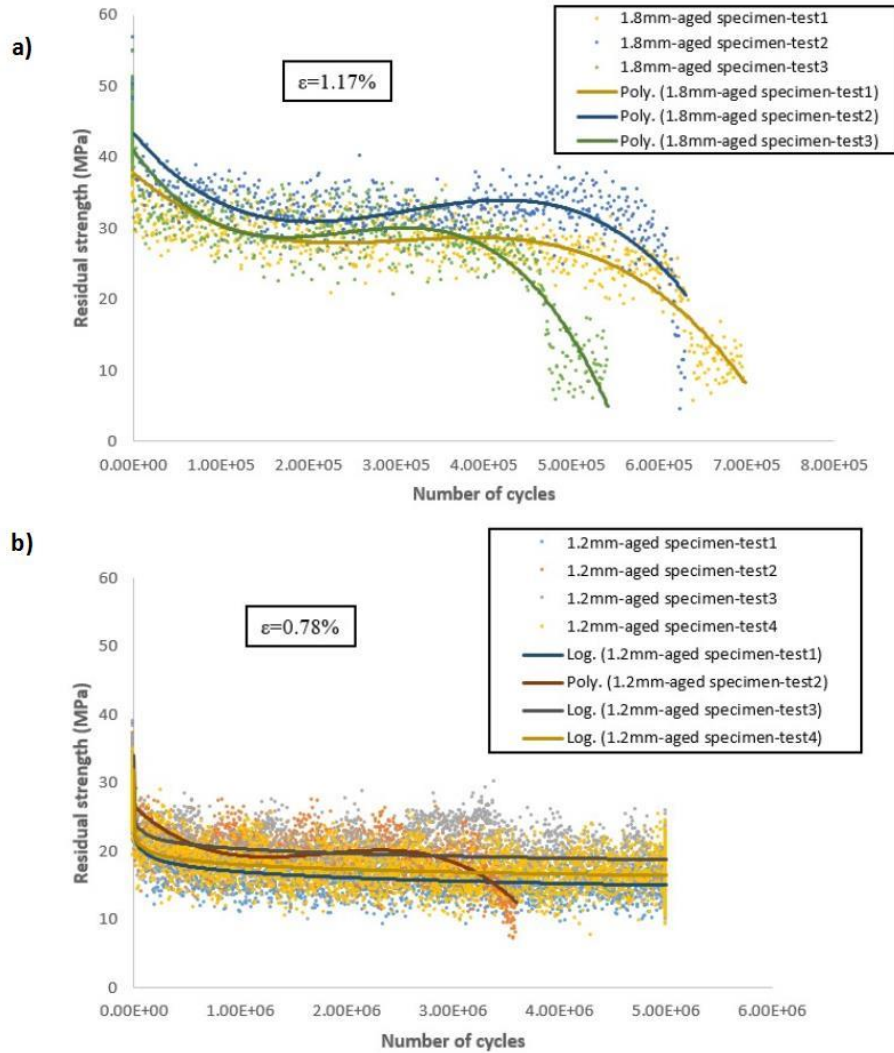 a)
60
50
40
30
20
10
0
Residual strength (MPa)
ε=1.17%
1.8mm-aged specimen-test1
1.8mm-aged specimen-test2
1.8mm-aged specimen-test3
Poly. (1.8mm-aged specimen-test1)
Poly. (1.8mm-aged specimen-test2)
Poly. (1.8mm-aged specimen-test3)
0.00E+00 1.00E+05 2.00E+05 3.00E+05 4.00E+05 5.00E+05 6.00E+05 7.00E+05 8.00E+05
Number of cycles
b)
60
50
40
30
20
10
0
Residual strength (MPa)
ε=0.78%
1.2mm-aged specimen-test1
1.2mm-aged specimen-test2
1.2mm-aged specimen-test3
1.2mm-aged specimen-test4
Log. (1.2mm-aged specimen-test1)
Poly. (1.2mm-aged specimen-test2)
Log. (1.2mm-aged specimen-test3)
Log. (1.2mm-aged specimen-test4)
0.00E+00 1.00E+06 2.00E+06 3.00E+06 4.00E+06 5.00E+06 6.00E+06
Number of cycles